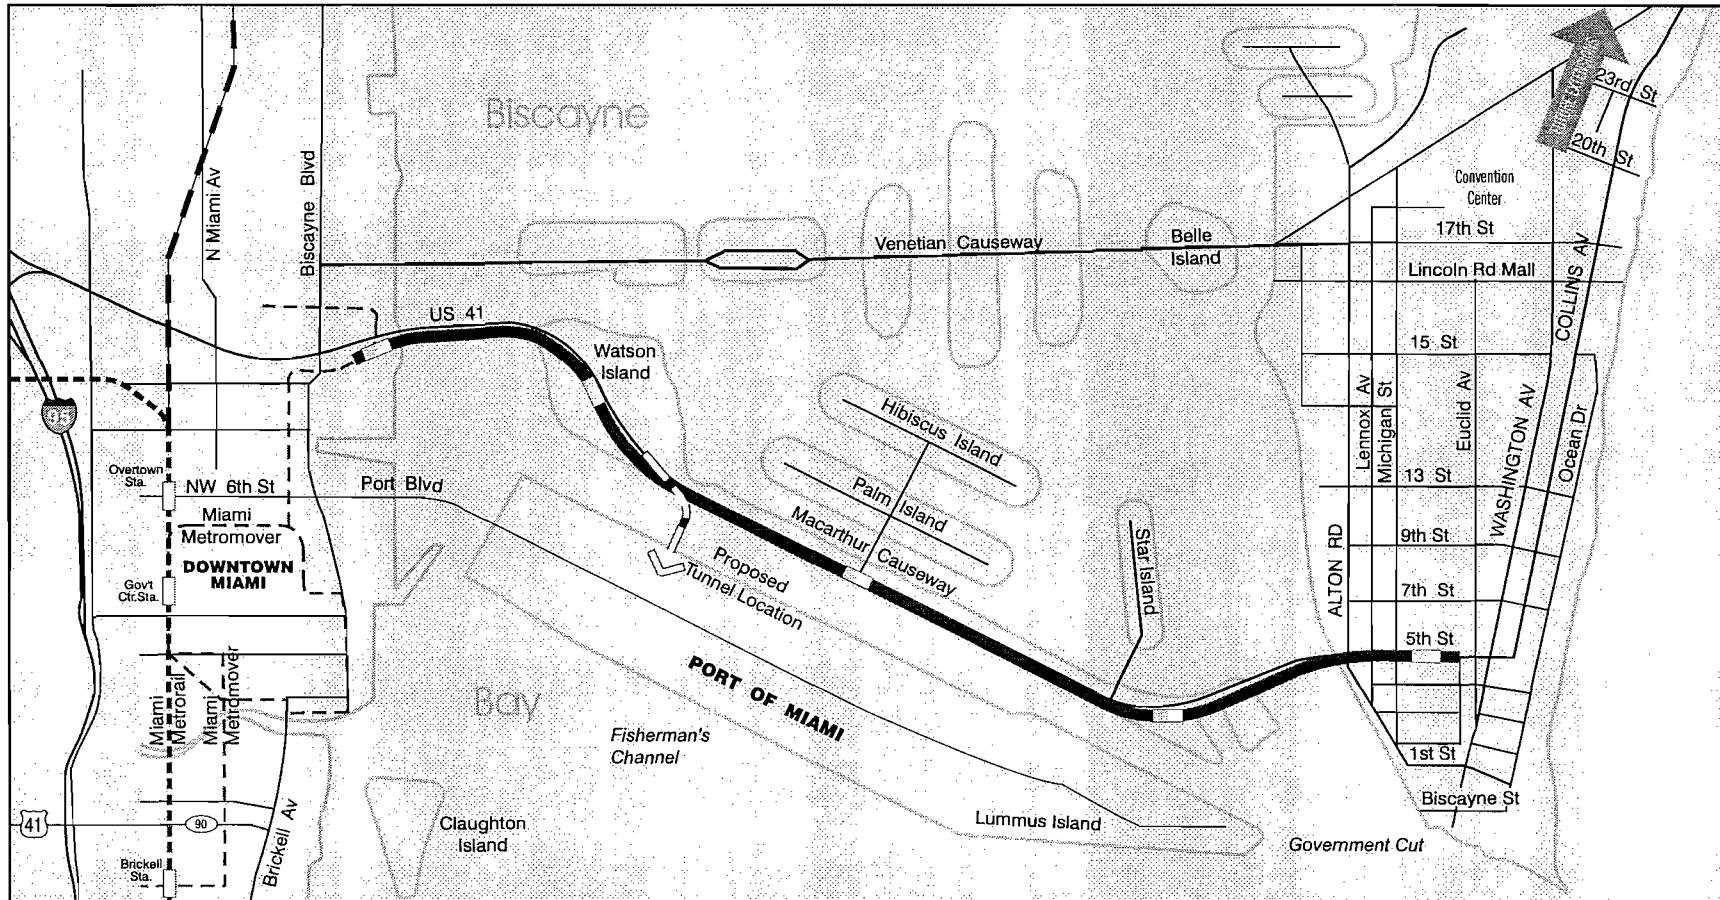 Biscayne
23rd St
20th St
Convention
Center
17th St
N Miami Av
Biscayne Blvd
Venetian Causeway
Belle
Island
Lincoln Rd Mall
COLLINS AV
US 41
15 St
Watson
Island
Lennox Av
Michigan St
Euclid Av
WASHINGTON AV
Ocean Dr
95
Hibiscus Island
Overtown
Sta.
NW 6th St
Port Blvd
Palm Island
13 St
Miami
Metromover
Macarthur Causeway
ALTON RD
9th St
DOWNTOWN
MIAMI
Proposed
Tunnel Location
Star Island
Gov't
Ctr.Sta.
7th St
5th St
PORT OF MIAMI
Miami
Metrorail
Miami
Metromover
Bay
Fisherman's
Channel
1st St
Biscayne St
41
90
Brickell Av
Claughton
Island
Lummus Island
Government Cut
Brickell
Sta.